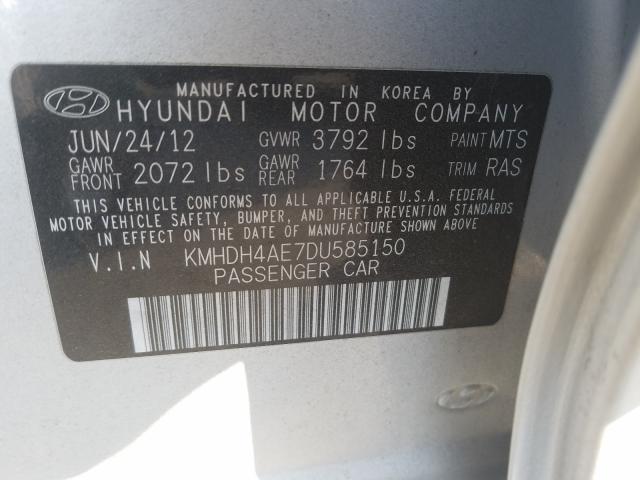 MANUFACTURED IN KOREA BY
HYUNDAI MOTOR COMPANY
JUN/24/12 GVWR 3792 lbs PAINT MTS
GAWR FRONT 2072 lbs GAWR REAR 1764 lbs TRIM RAS
THIS VEHICLE CONFORMS TO ALL APPLICABLE U.S.A. FEDERAL
MOTOR VEHICLE SAFETY, BUMPER, AND THEFT PREVENTION STANDARDS
IN EFFECT ON THE DATE OF MANUFACTURE SHOWN ABOVE.
V.I.N KMHDH4AE7DU585150
PASSENGER CAR